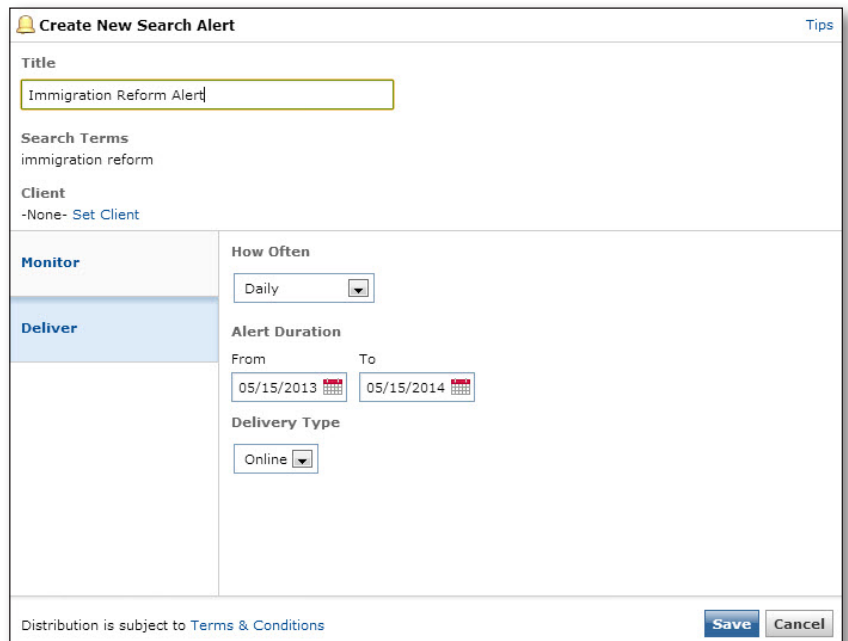 Create New Search Alert Tips
Title
Immigration Reform Alert
Search Terms
immigration reform
Client
-None- Set Client
Monitor
Deliver
How Often
Daily
Alert Duration
From To
05/15/2013 05/15/2014
Delivery Type
Online
Distribution is subject to Terms & Conditions Save Cancel